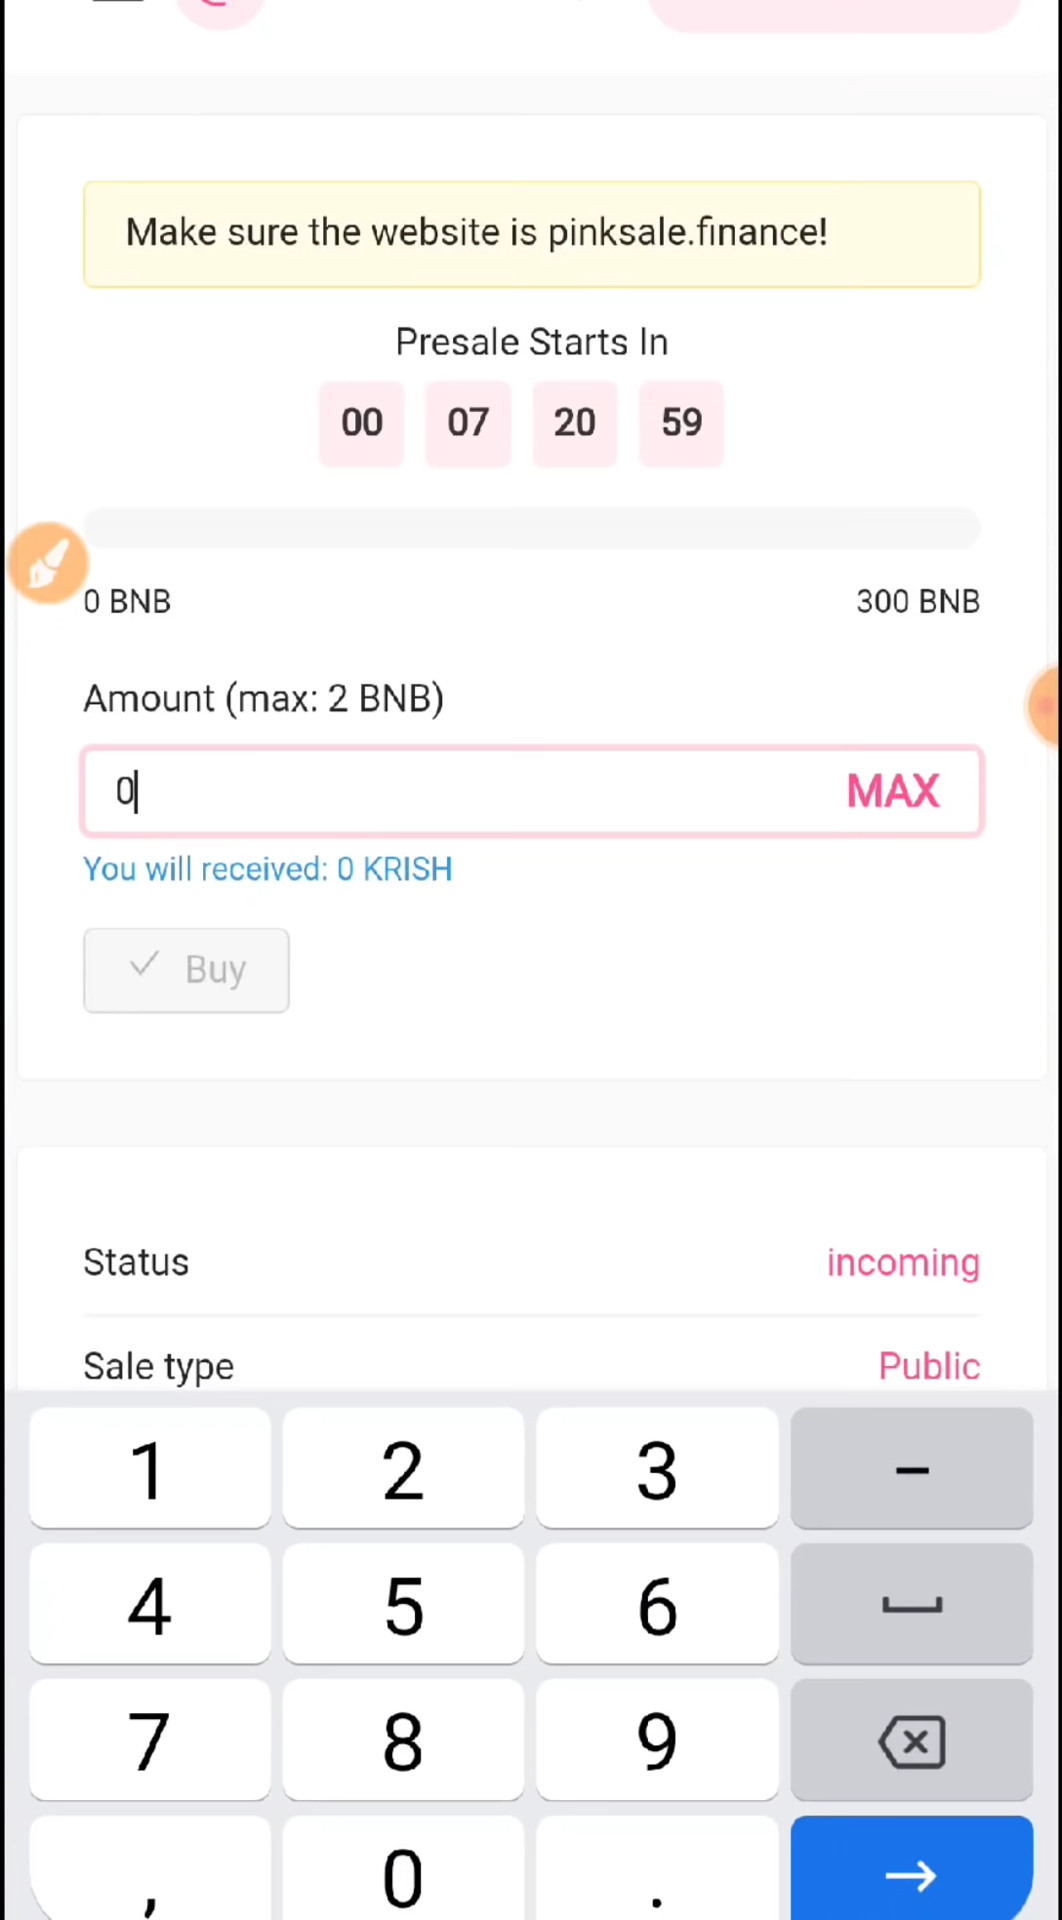 Make sure the website is pinksale.finance!
Presale Starts In
00 07 20 59
0 BNB 300 BNB
Amount (max: 2 BNB)
0 MAX
You will received: 0 KRISH
Buy
Status incoming
Sale type Public
1 2 3 –
4 5 6
7 8 9
, 0 .